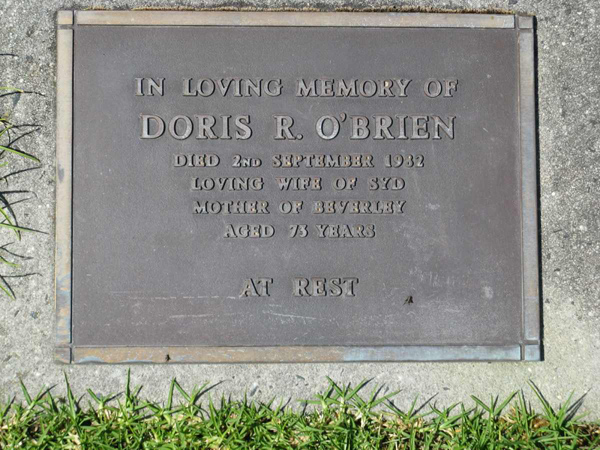 IN LOVING MEMORY OF
DORIS R. O'BRIEN
DIED 2ND SEPTEMBER 1982
LOVING WIFE OF SYD
MOTHER OF BEVERLEY
AGED 73 YEARS
AT REST